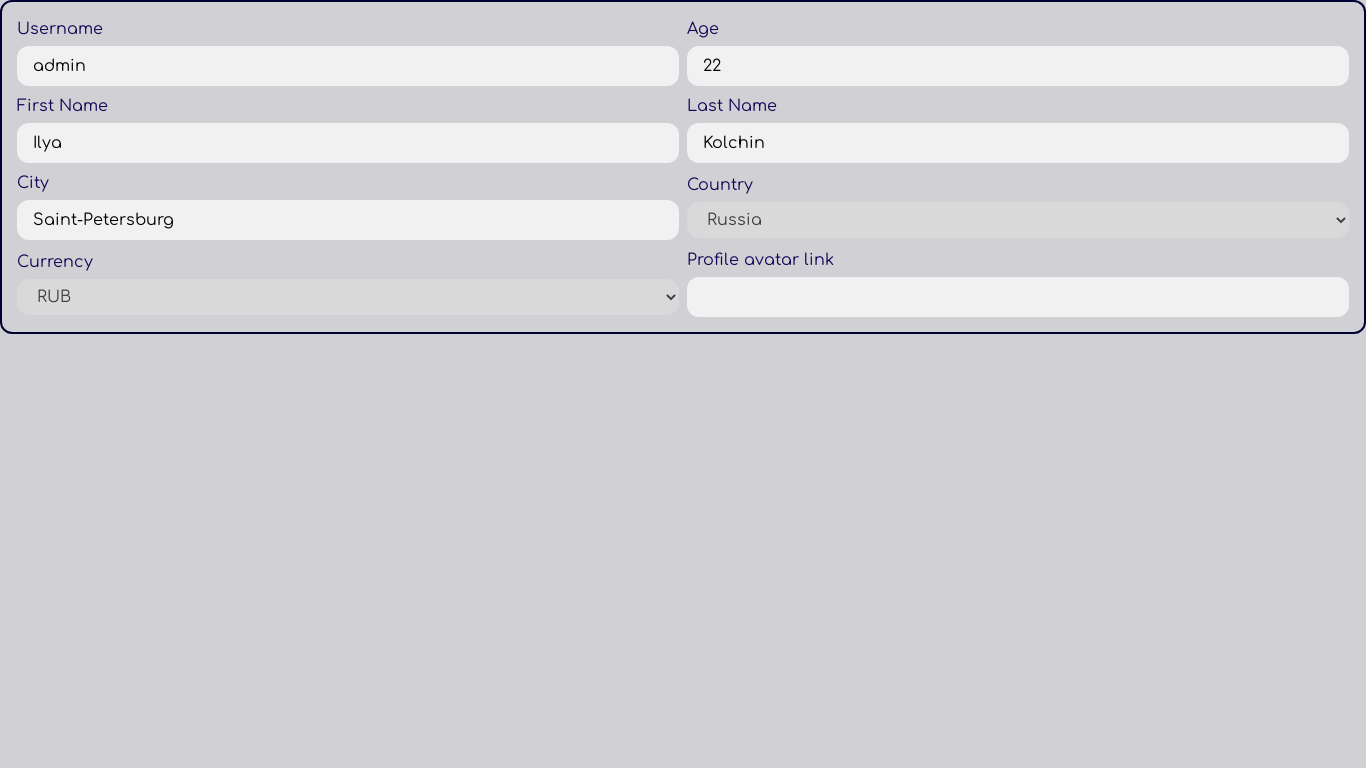 Username
Age
admin
22
First Name
Last Name
Ilya
Kolchin
City
Country
Saint-Petersburg
Russia
Currency
Profile avatar link
RUB